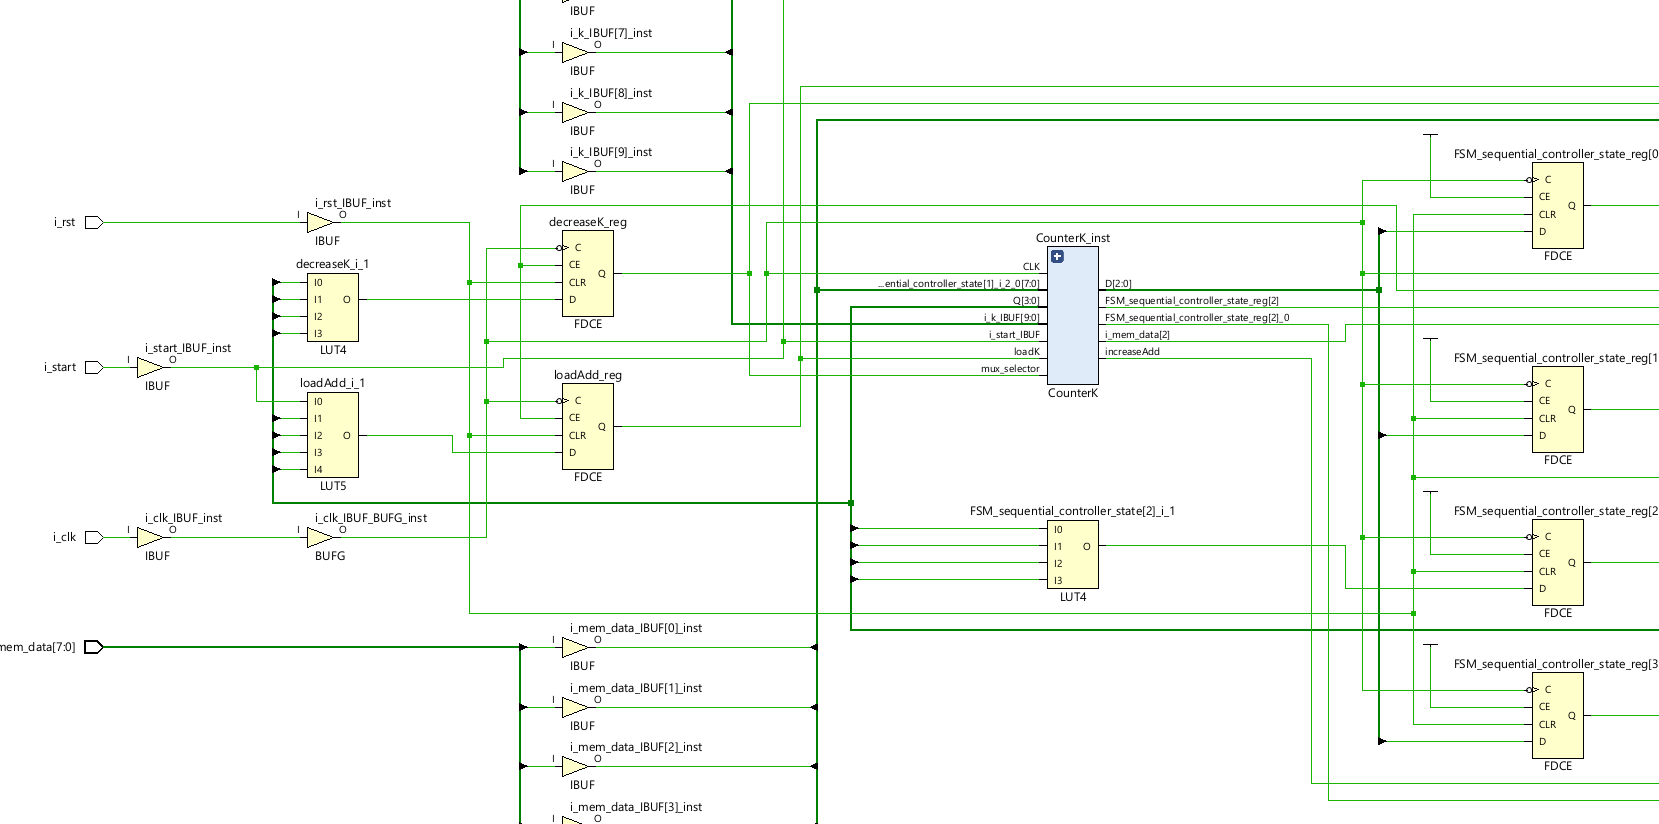 IBUF
i_k_IBUF[7]_inst
I
O
IBUF
i_k_IBUF[8]_inst
I
O
IBUF
i_k_IBUF[9]_inst
I
O
IBUF
i_rst
i_rst_IBUF_inst
I
O
IBUF
decreaseK_i_1
I0
I1
I2
I3
O
LUT4
decreaseK_reg
C
CE
CLR
D
Q
FDCE
i_start
i_start_IBUF_inst
I
O
IBUF
loadAdd_i_1
I0
I1
I2
I3
I4
O
LUT5
loadAdd_reg
C
CE
CLR
D
Q
FDCE
i_clk
i_clk_IBUF_inst
I
O
IBUF
i_clk_IBUF_BUFG_inst
I
O
BUFG
CounterK_inst
CLK
...ential_controller_state[1]_i_2_0[7:0]
Q[3:0]
i_k_IBUF[9:0]
i_start_IBUF
loadK
mux_selector
D[2:0]
FSM_sequential_controller_state_reg[2]
FSM_sequential_controller_state_reg[2]_0
i_mem_data[2]
increaseAdd
CounterK
FSM_sequential_controller_state[2]_i_1
I0
I1
I2
I3
O
LUT4
FSM_sequential_controller_state_reg[0
C
CE
CLR
D
Q
FDCE
FSM_sequential_controller_state_reg[1
C
CE
CLR
D
Q
FDCE
FSM_sequential_controller_state_reg[2
C
CE
CLR
D
Q
FDCE
FSM_sequential_controller_state_reg[3
C
CE
CLR
D
Q
FDCE
mem_data[7:0]
i_mem_data_IBUF[0]_inst
I
O
IBUF
i_mem_data_IBUF[1]_inst
I
O
IBUF
i_mem_data_IBUF[2]_inst
I
O
IBUF
i_mem_data_IBUF[3]_inst
I
O